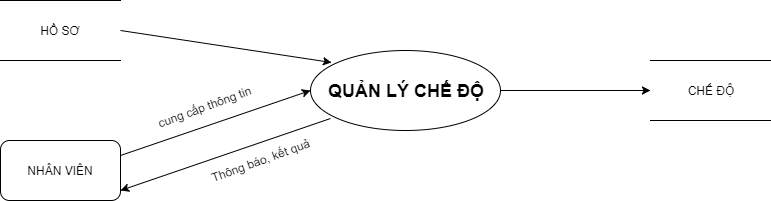 HỒ SƠ
QUẢN LÝ CHẾ ĐỘ
CHẾ ĐỘ
cung cấp thông tin
Thông báo, kết quả
NHÂN VIÊN